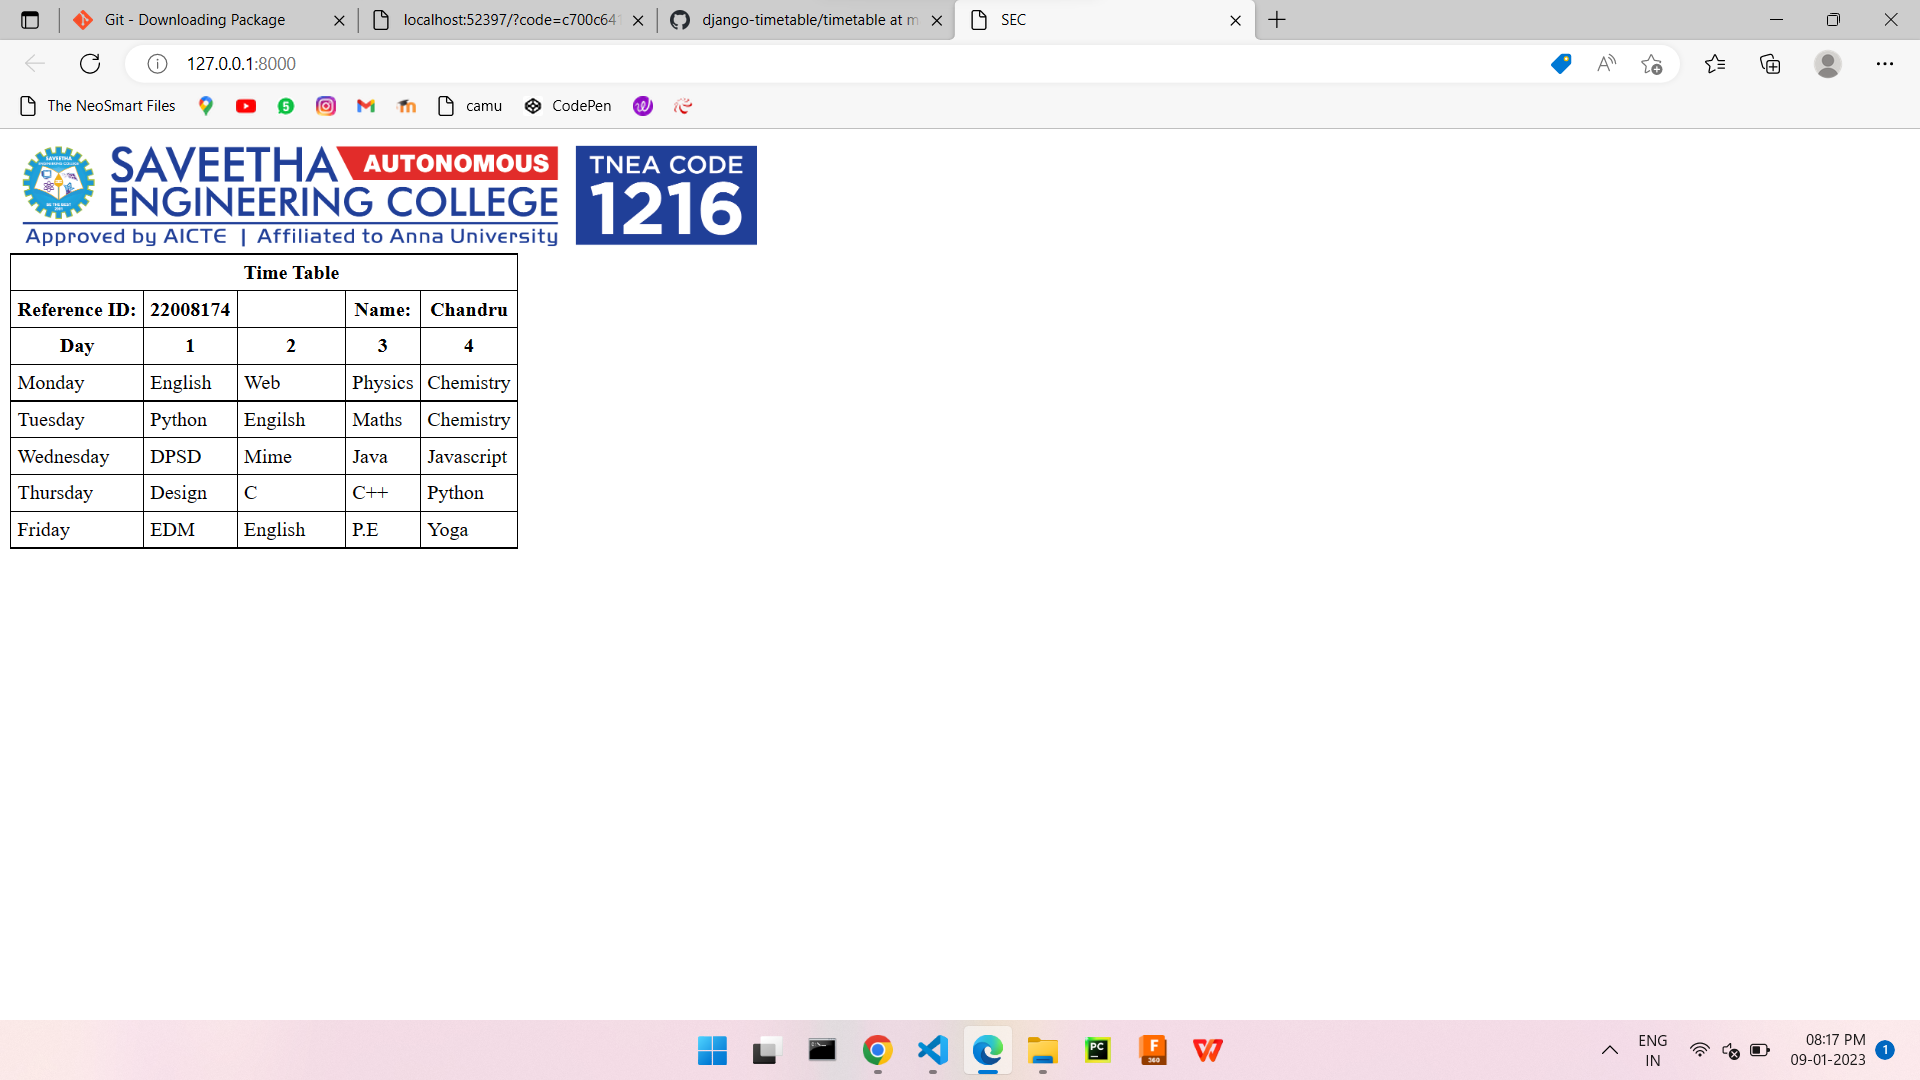 Git - Downloading Package
localhost:52397/?code=c700c641
django-timetable/timetable at m
SEC
127.0.0.1:8000
The NeoSmart Files
camu
CodePen
SAVEETHA AUTONOMOUS
ENGINEERING COLLEGE
Approved by AICTE | Affiliated to Anna University
TNEA CODE
1216
Time Table
Reference ID: 22008174 Name: Chandru
Day 1 2 3 4
Monday English Web Physics Chemistry
Tuesday Python Engilsh Maths Chemistry
Wednesday DPSD Mime Java Javascript
Thursday Design C C++ Python
Friday EDM English P.E Yoga
ENG
IN
08:17 PM
09-01-2023
1